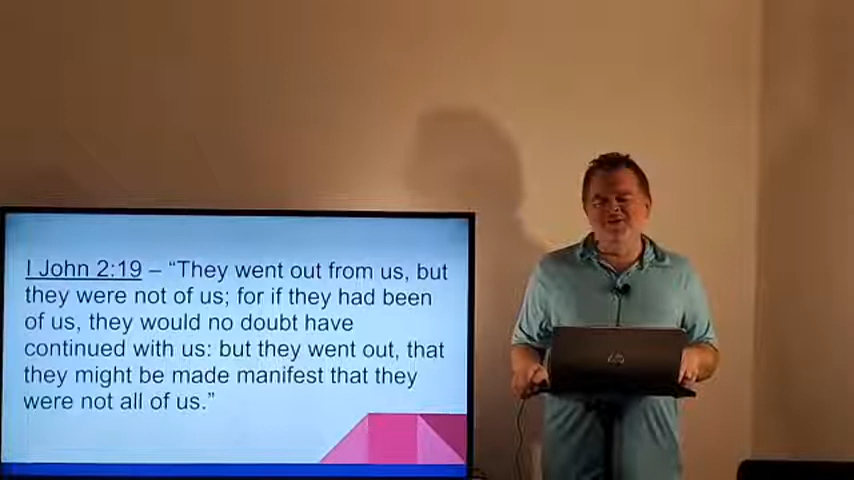 I John 2:19 – “They went out from us, but
they were not of us; for if they had been
of us, they would no doubt have
continued with us: but they went out, that
they might be made manifest that they
were not all of us.”
hp